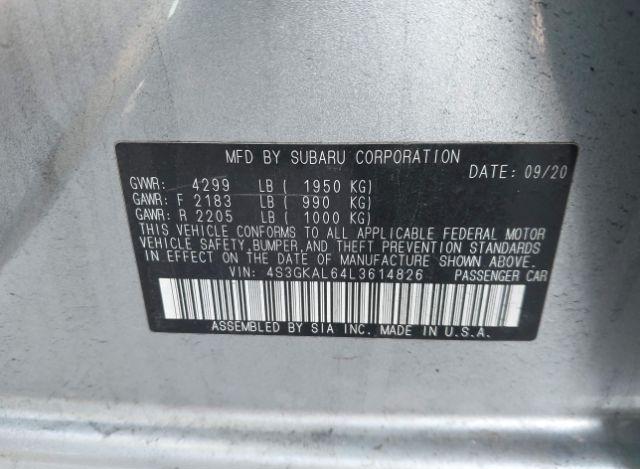 MFD BY SUBARU CORPORATION
DATE: 09/20
GVWR: 4299 LB ( 1950 KG)
GAWR: F 2183 LB ( 990 KG)
GAWR: R 2205 LB ( 1000 KG)
THIS VEHICLE CONFORMS TO ALL APPLICABLE FEDERAL MOTOR
VEHICLE SAFETY, BUMPER, AND THEFT PREVENTION STANDARDS
IN EFFECT ON THE DATE OF MANUFACTURE SHOWN ABOVE.
VIN: 4S3GKAL64L3614826 PASSENGER CAR
ASSEMBLED BY SIA INC. MADE IN U.S.A.